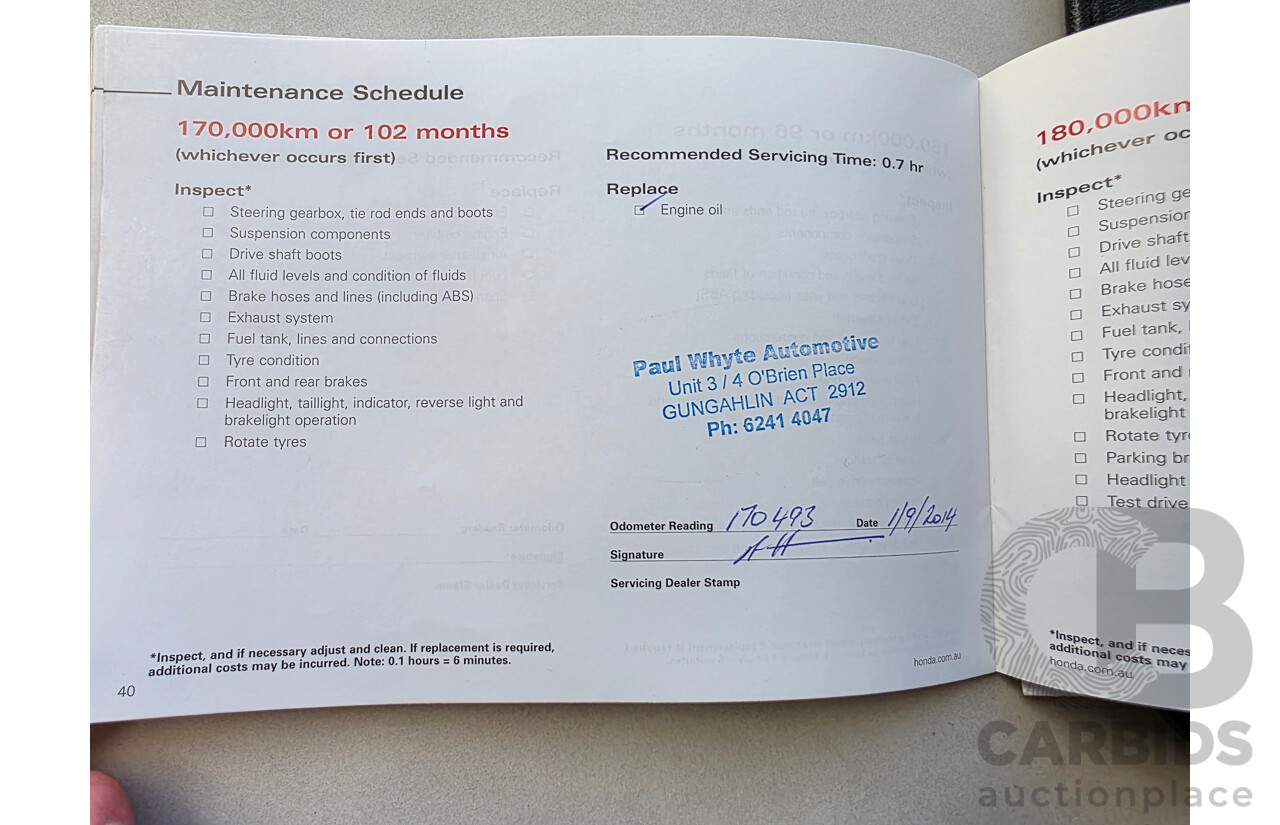 Maintenance Schedule
170,000km or 102 months
(whichever occurs first)
Inspect*
Steering gearbox, tie rod ends and boots
Suspension components
Drive shaft boots
All fluid levels and condition of fluids
Brake hoses and lines (including ABS)
Exhaust system
Fuel tank, lines and connections
Tyre condition
Front and rear brakes
Headlight, taillight, indicator, reverse light and
brakelight operation
Rotate tyres
*Inspect, and if necessary adjust and clean. If replacement is required,
additional costs may be incurred. Note: 0.1 hours = 6 minutes.
40
Recommended Servicing Time: 0.7 hr
Replace
Engine oil
Paul Whyte Automotive
Unit 3 / 4 O'Brien Place
GUNGAHLIN ACT 2912
Ph: 6241 4047
Odometer Reading 170493 Date 1/9/2014
Signature
Servicing Dealer Stamp
honda.com.au
180,000km
(whichever oc
Inspect*
Steering ge
Suspension
Drive shaft
All fluid lev
Brake hose
Exhaust sy
Fuel tank,
Tyre condit
Front and
Headlight,
brakelight
Rotate tyre
Parking br
Headlight
Test drive
*Inspect, and if neces
additional costs may
honda.com.au
CARBIDS
auctionplace